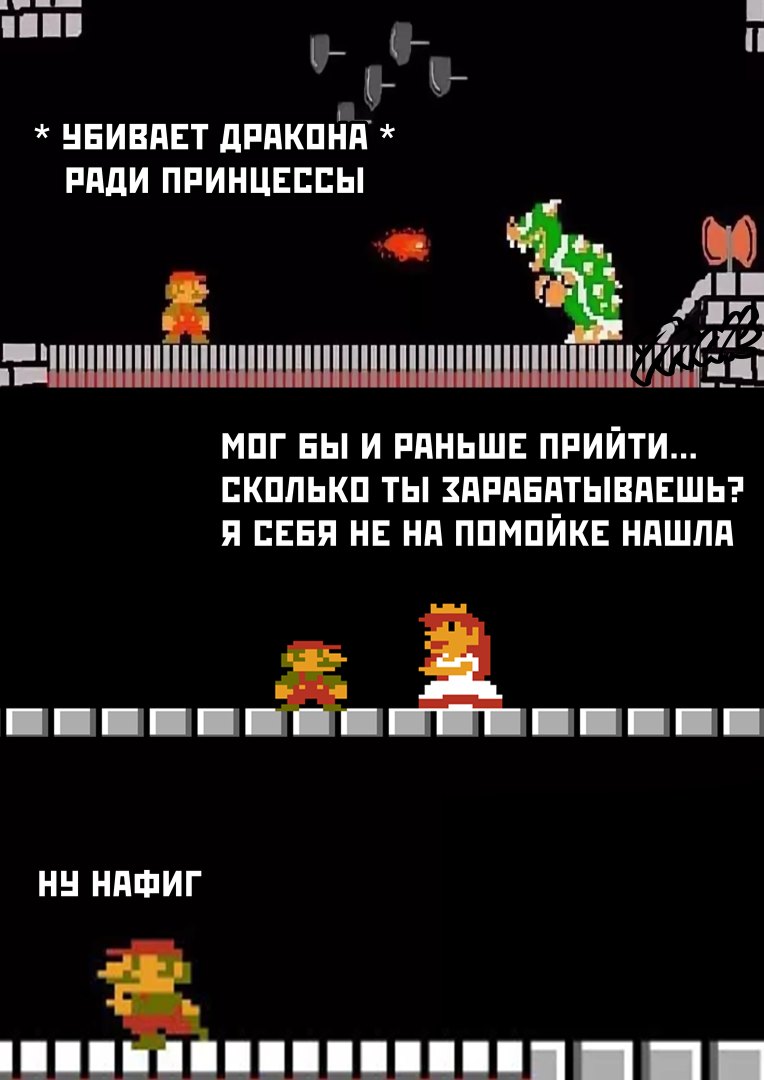 * УБИВАЕТ ДРАКОНА *
РАДИ ПРИНЦЕССЫ
МОГ БЫ И РАНЬШЕ ПРИЙТИ...
СКОЛЬКО ТЫ ЗАРАБАТЫВАЕШЬ?
Я СЕБЯ НЕ НА ПОМОЙКЕ НАШЛА
НУ НАФИГ